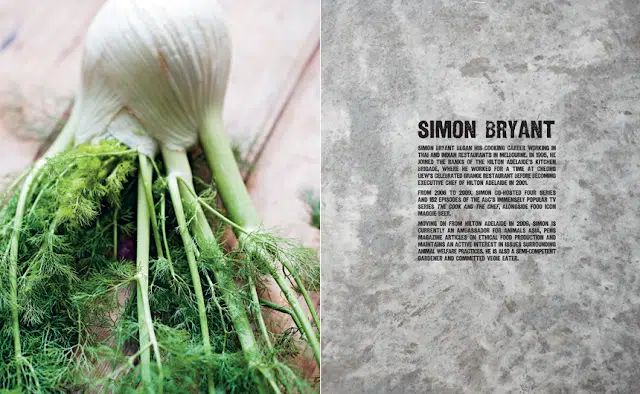 SIMON BRYANT
SIMON BRYANT BEGAN HIS COOKING CAREER WORKING IN
THAI AND INDIAN RESTAURANTS IN MELBOURNE. IN 1995, HE
JOINED THE RANKS OF THE HILTON ADELAIDE'S KITCHEN
BRIGADE, WHERE HE WORKED FOR A TIME AT CHEONG
LIEW'S CELEBRATED GRANGE RESTAURANT BEFORE BECOMING
EXECUTIVE CHEF OF HILTON ADELAIDE IN 2001.
FROM 2006 TO 2009, SIMON CO-HOSTED FOUR SERIES
AND 162 EPISODES OF THE ABC'S IMMENSELY POPULAR TV
SERIES THE COOK AND THE CHEF, ALONGSIDE FOOD ICON
MAGGIE BEER.
MOVING ON FROM HILTON ADELAIDE IN 2009, SIMON IS
CURRENTLY AN AMBASSADOR FOR ANIMALS ASIA, PENS
MAGAZINE ARTICLES ON ETHICAL FOOD PRODUCTION AND
MAINTAINS AN ACTIVE INTEREST IN ISSUES SURROUNDING
ANIMAL WELFARE PRACTICES. HE IS ALSO A SEMI-COMPETENT
GARDENER AND COMMITTED VEGIE EATER.